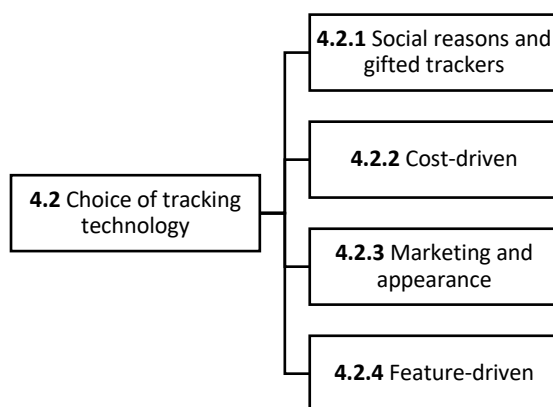 4.2.1 Social reasons and
gifted trackers
4.2.2 Cost-driven
4.2 Choice of tracking
technology
4.2.3 Marketing and
appearance
4.2.4 Feature-driven